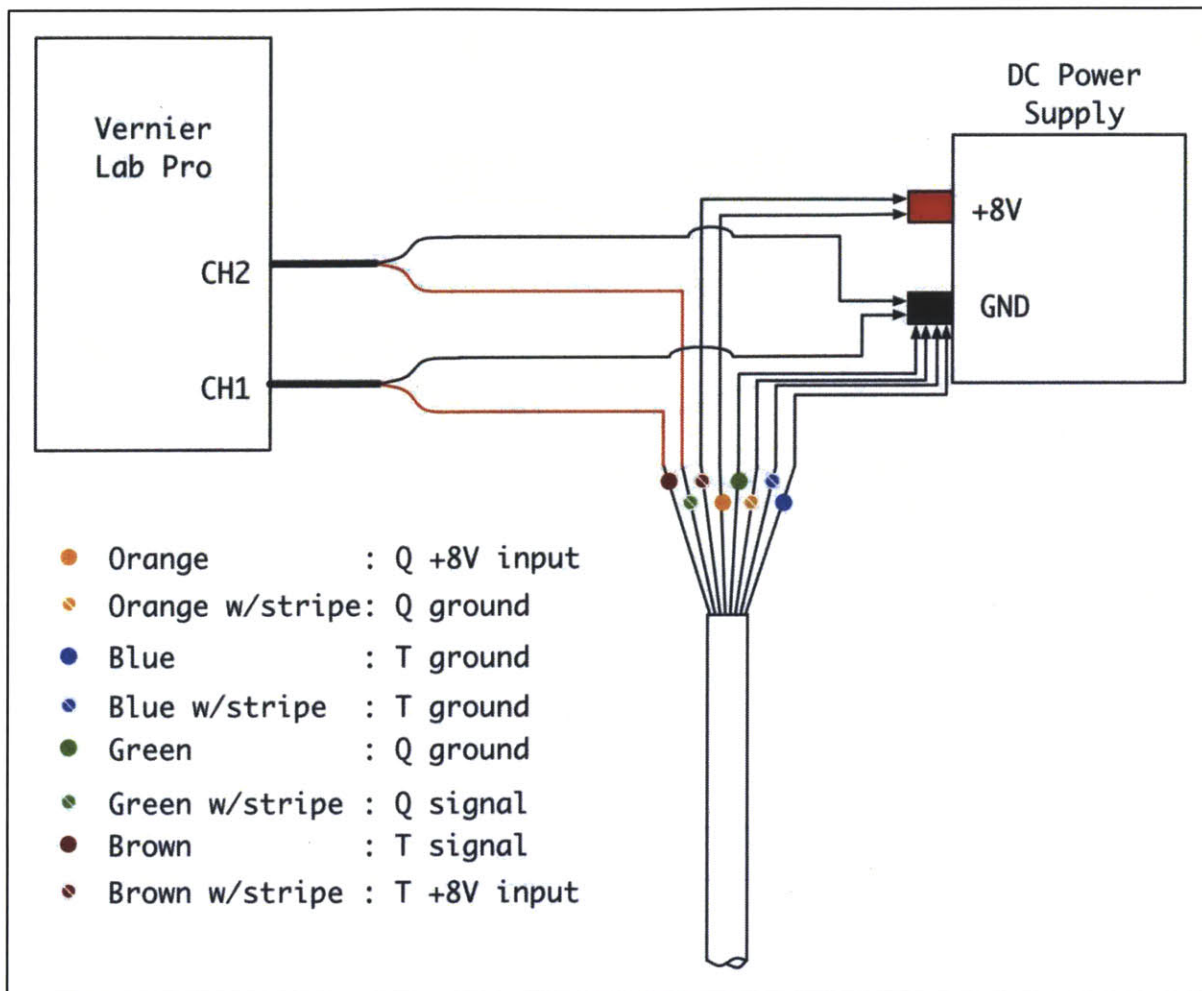 Vernier
Lab Pro
CH2
CH1
DC Power
Supply
+8V
GND
Orange : Q +8V input
Orange w/stripe: Q ground
Blue : T ground
Blue w/stripe : T ground
Green : Q ground
Green w/stripe : Q signal
Brown : T signal
Brown w/stripe : T +8V input